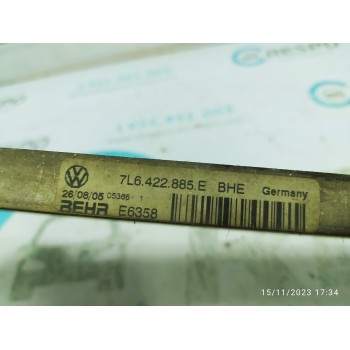 7L6.422.885.E BHE Germany
26/08/05 05386 1
BEHR E6358
15/11/2023 17:34